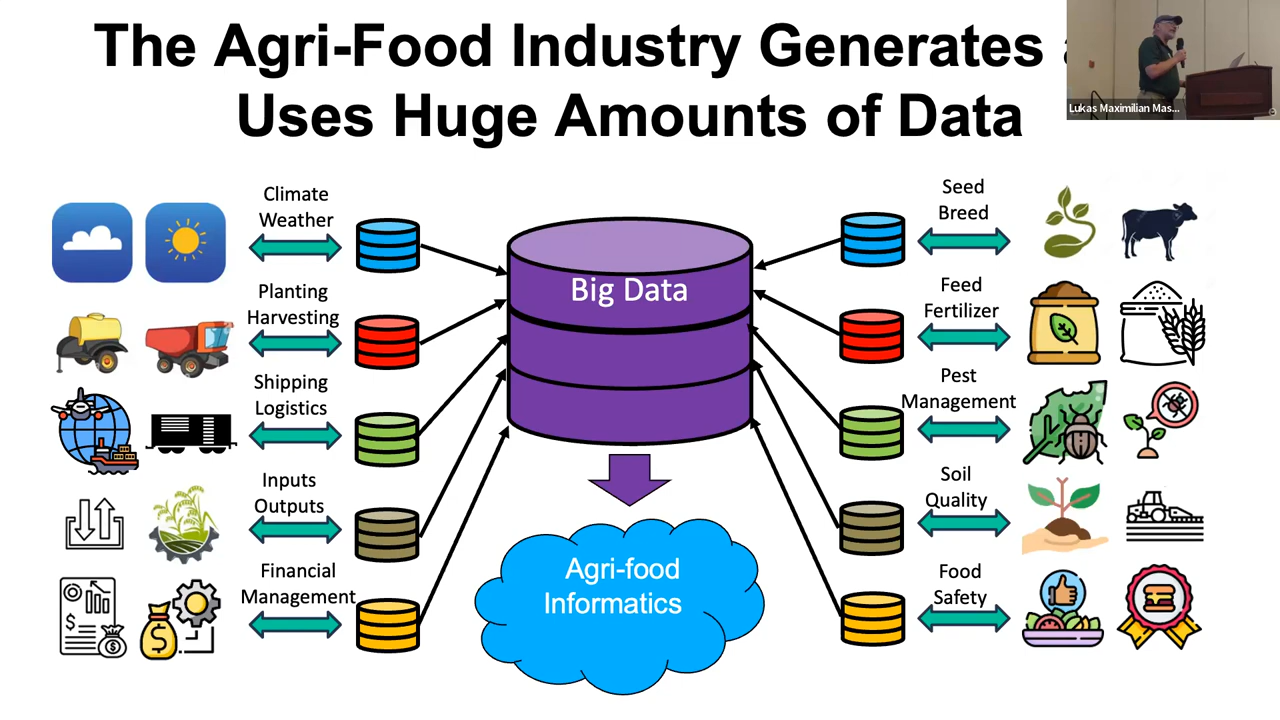 The Agri-Food Industry Generates
Uses Huge Amounts of Data
Lukas Maximilian Mas...
Climate
Weather
Planting
Harvesting
Shipping
Logistics
Inputs
Outputs
Financial
Management
Big Data
Agri-food
Informatics
Seed
Breed
Feed
Fertilizer
Pest
Management
Soil
Quality
Food
Safety